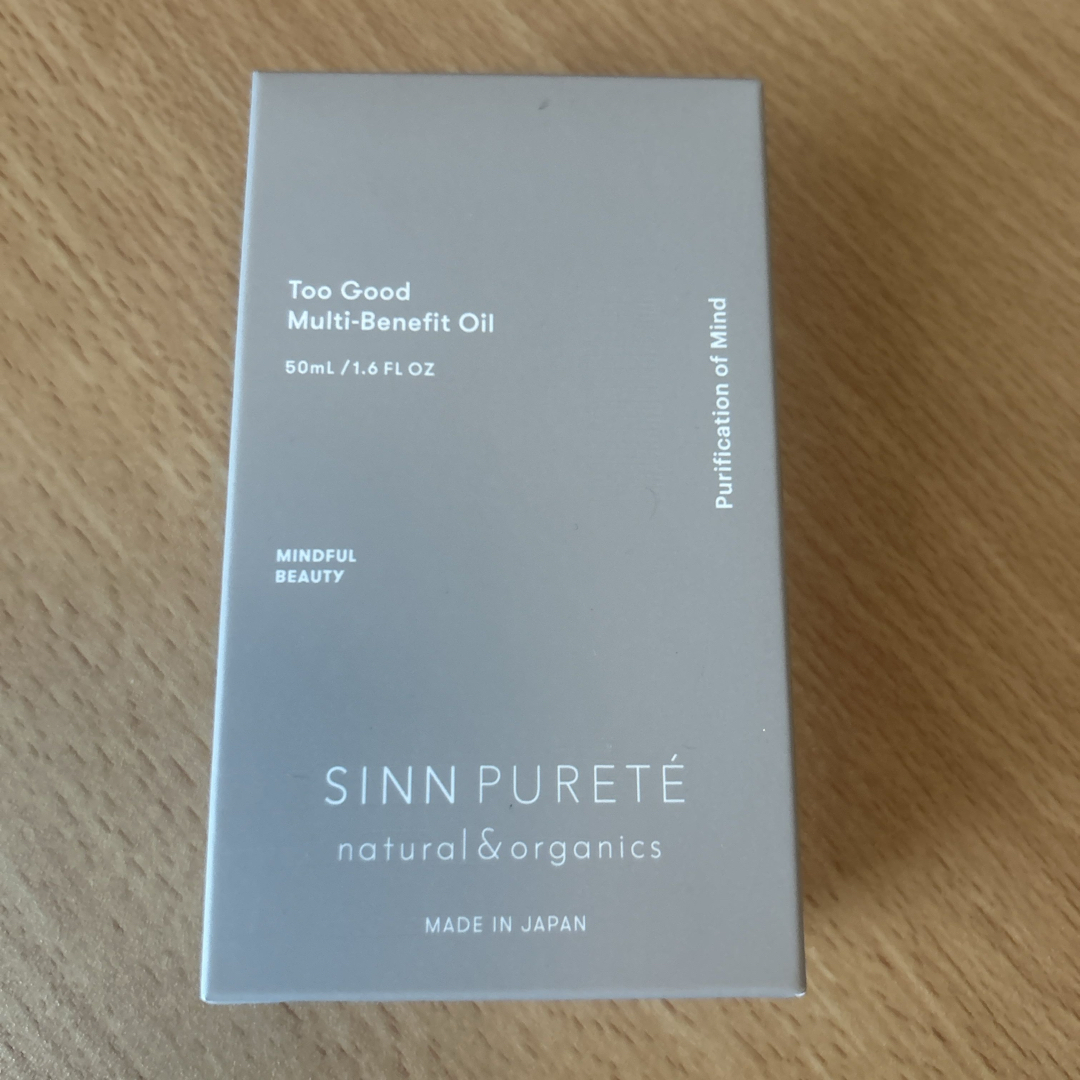 Too Good
Multi-Benefit Oil
50mL / 1.6 FL OZ
Purification of Mind
MINDFUL
BEAUTY
SINN PURETÉ
natural & organics
MADE IN JAPAN